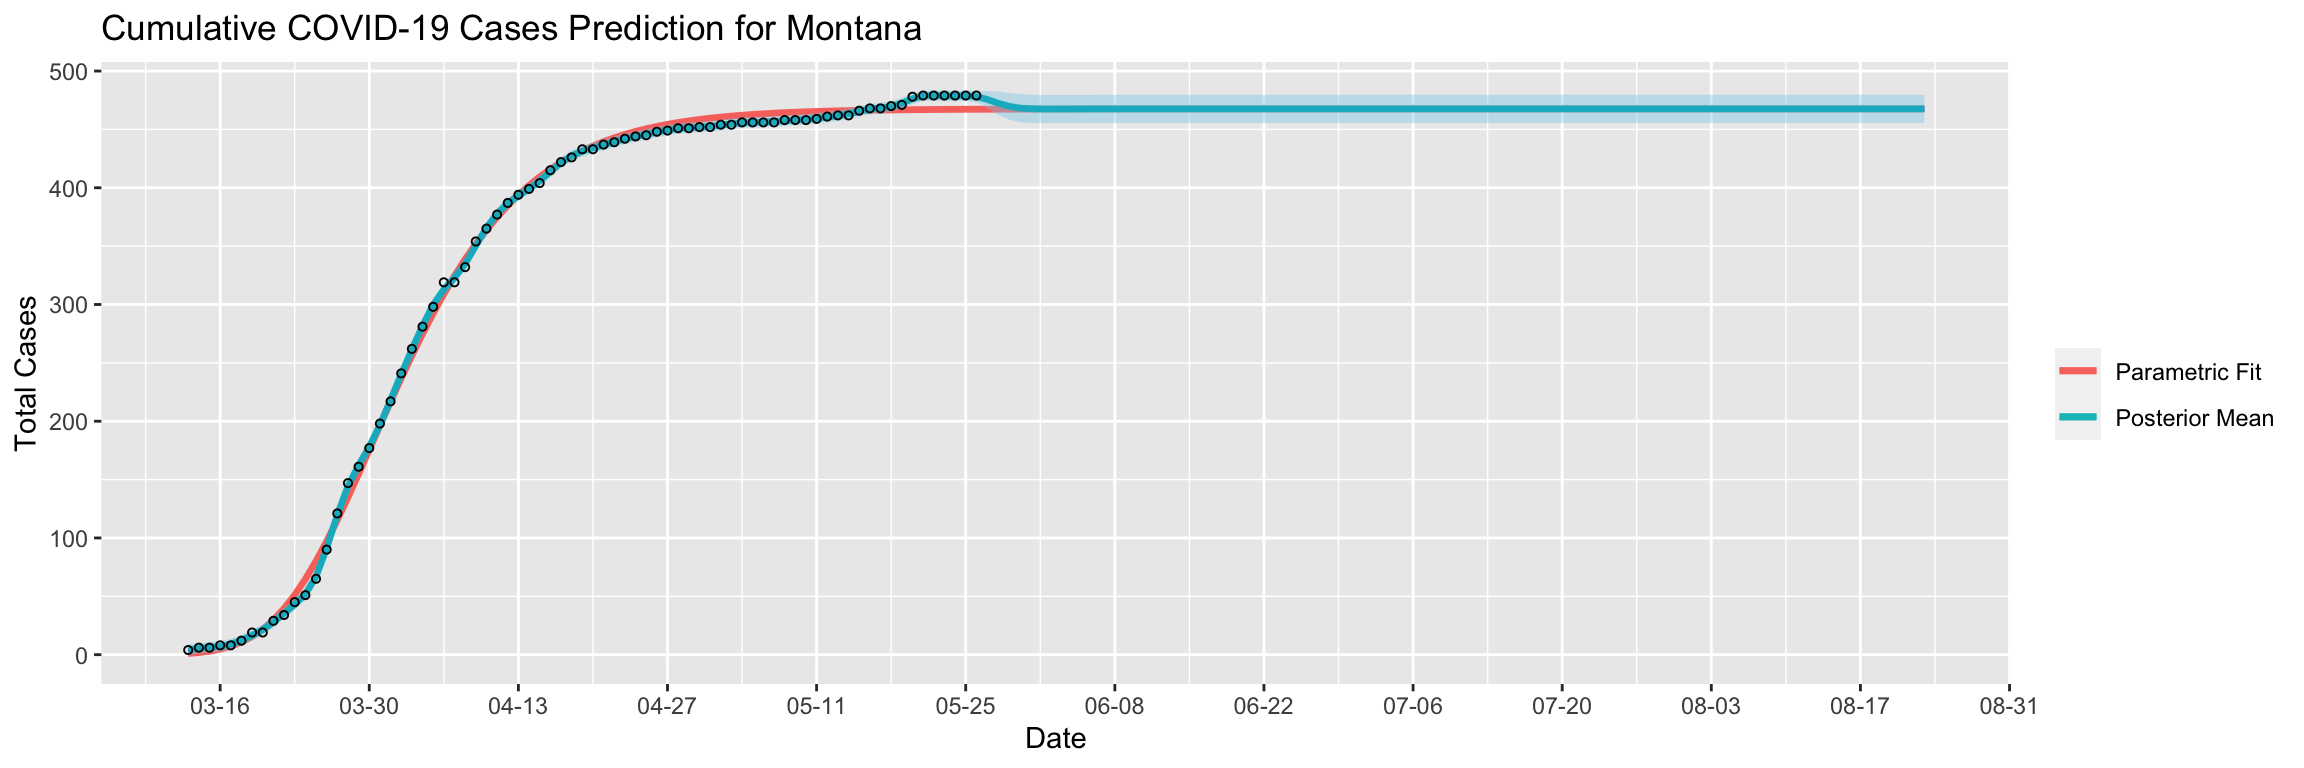 Cumulative COVID-19 Cases Prediction for Montana
500
400
300
200
100
0
Total Cases
03-16 03-30 04-13 04-27 05-11 05-25 06-08 06-22 07-06 07-20 08-03 08-17 08-31
Date
Parametric Fit
Posterior Mean